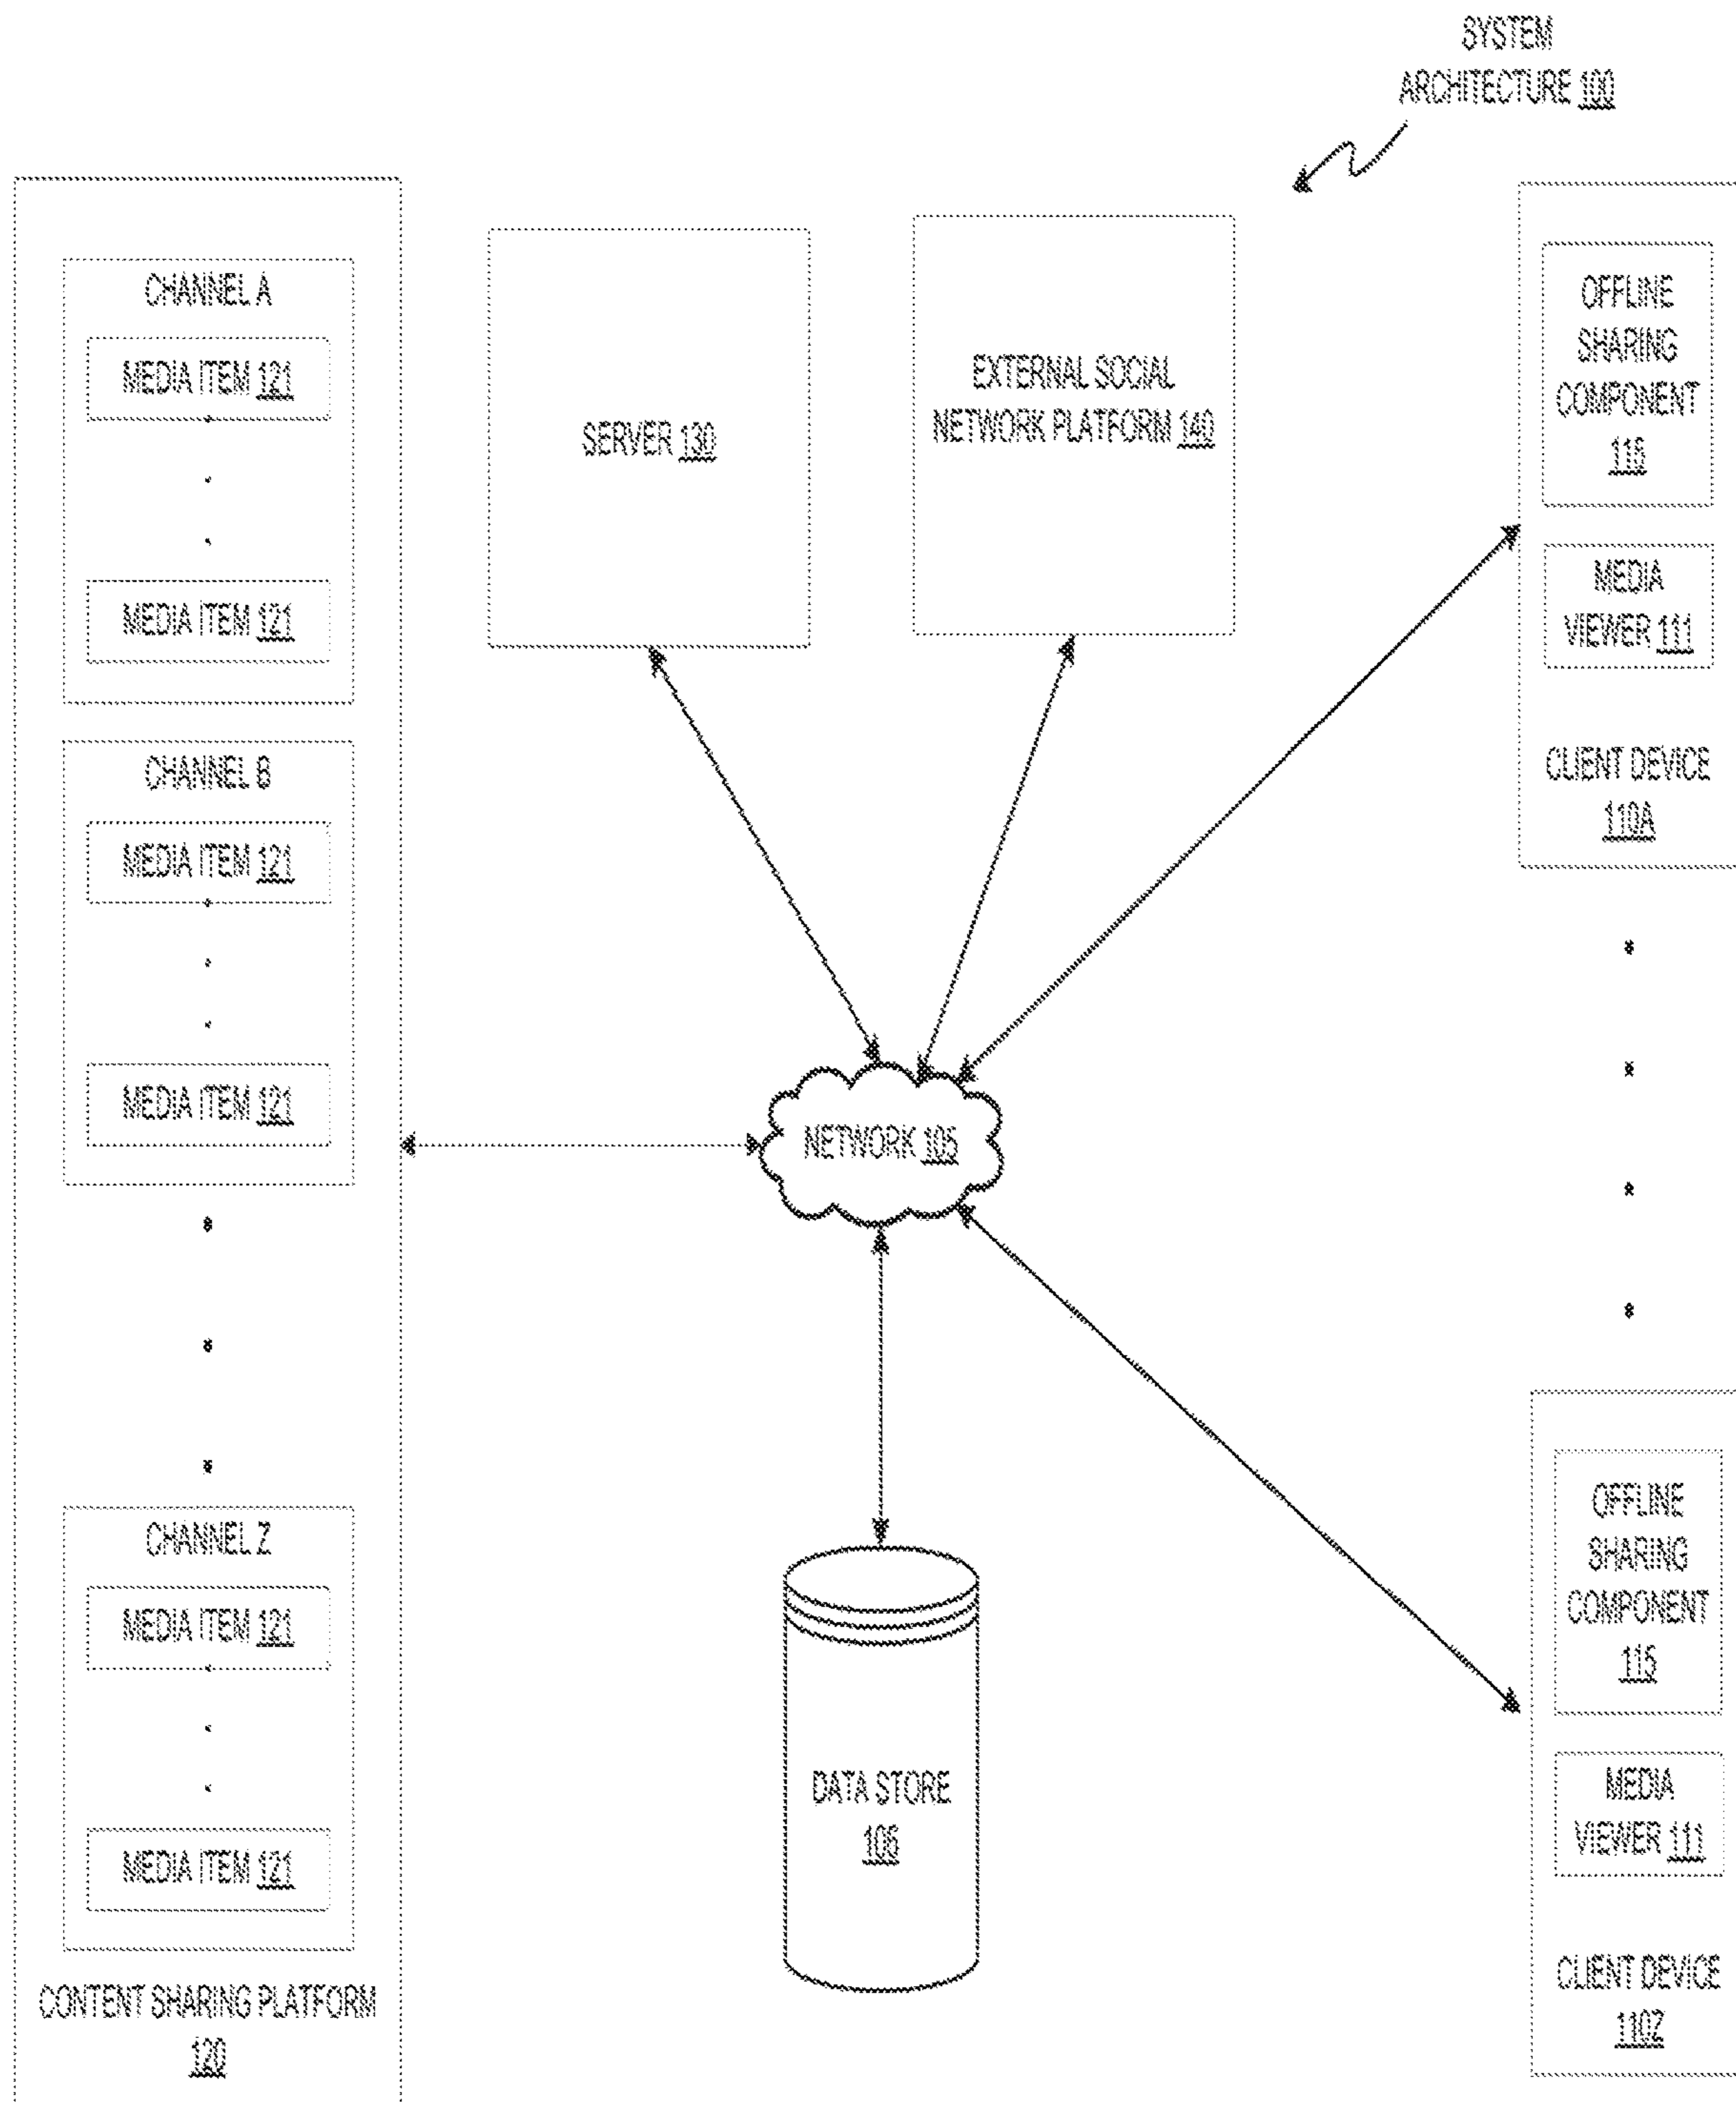 SYSTEM
ARCHITECTURE 100
CHANNEL A
MEDIA ITEM 121
MEDIA ITEM 121
CHANNEL B
MEDIA ITEM 121
MEDIA ITEM 121
CHANNEL Z
MEDIA ITEM 121
MEDIA ITEM 121
CONTENT SHARING PLATFORM
120
SERVER 130
EXTERNAL SOCIAL
NETWORK PLATFORM 140
NETWORK 105
DATA STORE
106
OFFLINE
SHARING
COMPONENT
115
MEDIA
VIEWER 111
CLIENT DEVICE
110A
OFFLINE
SHARING
COMPONENT
115
MEDIA
VIEWER 111
CLIENT DEVICE
110Z